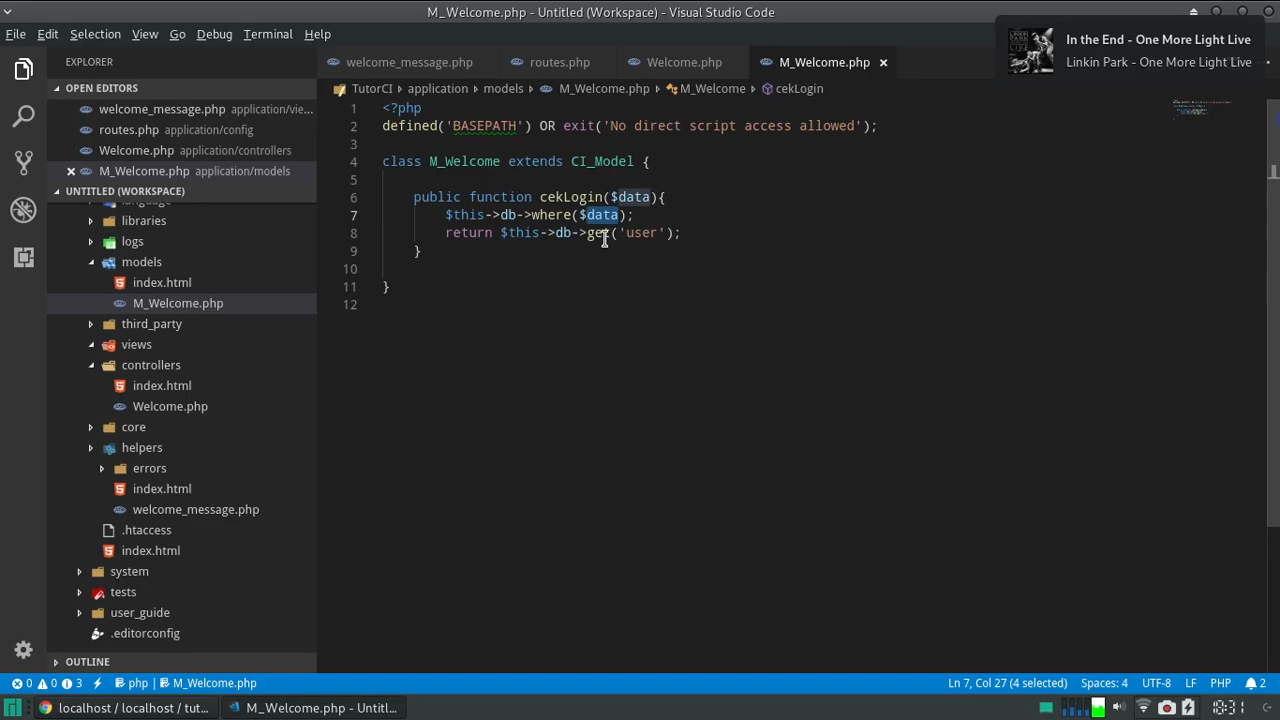 M_Welcome.php - Untitled (Workspace) - Visual Studio Code
File Edit Selection View Go Debug Terminal Help
In the End - One More Light Live
Linkin Park - One More Light Live
EXPLORER
OPEN EDITORS
welcome_message.php application/vie...
routes.php application/config
Welcome.php application/controllers
M_Welcome.php application/models
UNTITLED (WORKSPACE)
language
libraries
logs
models
index.html
M_Welcome.php
third_party
views
controllers
index.html
Welcome.php
core
helpers
errors
index.html
welcome_message.php
.htaccess
index.html
system
tests
user_guide
.editorconfig
OUTLINE
welcome_message.php routes.php Welcome.php M_Welcome.php
TutorCI application models M_Welcome.php M_Welcome cekLogin
1 <?php
2 defined('BASEPATH') OR exit('No direct script access allowed');
3
4 class M_Welcome extends CI_Model {
5
6 public function cekLogin($data){
7 $this->db->where($data);
8 return $this->db->get('user');
9 }
10
11 }
12
0 0 3 php M_Welcome.php Ln 7, Col 27 (4 selected) Spaces: 4 UTF-8 LF PHP 2
localhost / localhost / tut... M_Welcome.php - Untitl... 10:31